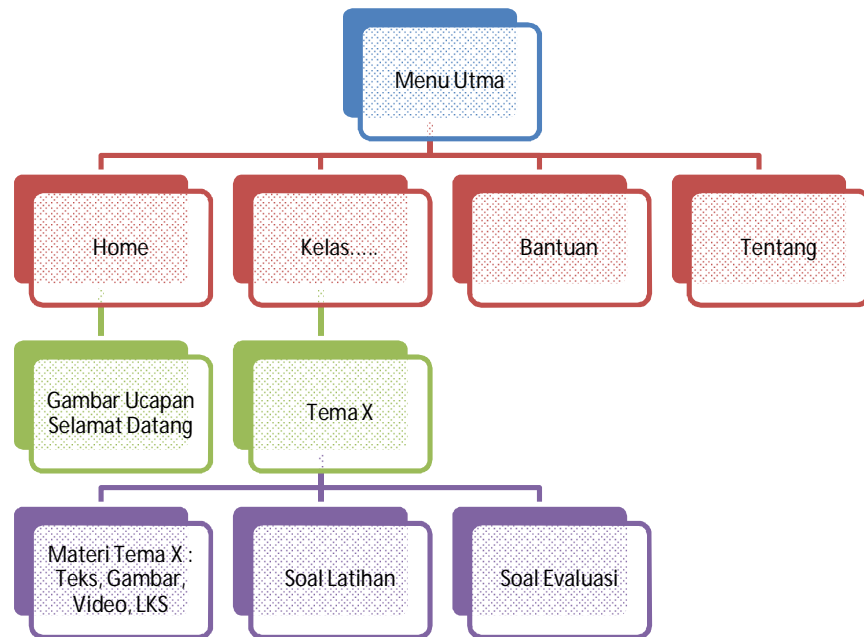 Menu Utma
Home
Kelas.....
Bantuan
Tentang
Gambar Ucapan
Selamat Datang
Tema X
Materi Tema X :
Teks, Gambar,
Video, LKS
Soal Latihan
Soal Evaluasi